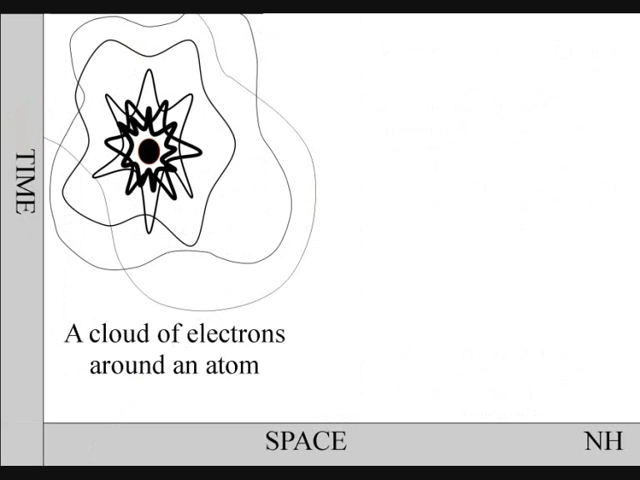 TIME
A cloud of electrons
around an atom
SPACE
NH